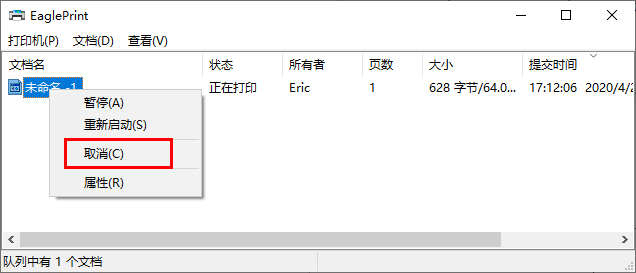 EaglePrint
打印机(P) 文档(D) 查看(V)
文档名 状态 所有者 页数 大小 提交时间
未命名 -1 正在打印 Eric 1 628 字节/64.0... 17:12:06 2020/4/2
暂停(A)
重新启动(S)
取消(C)
属性(R)
队列中有 1 个文档